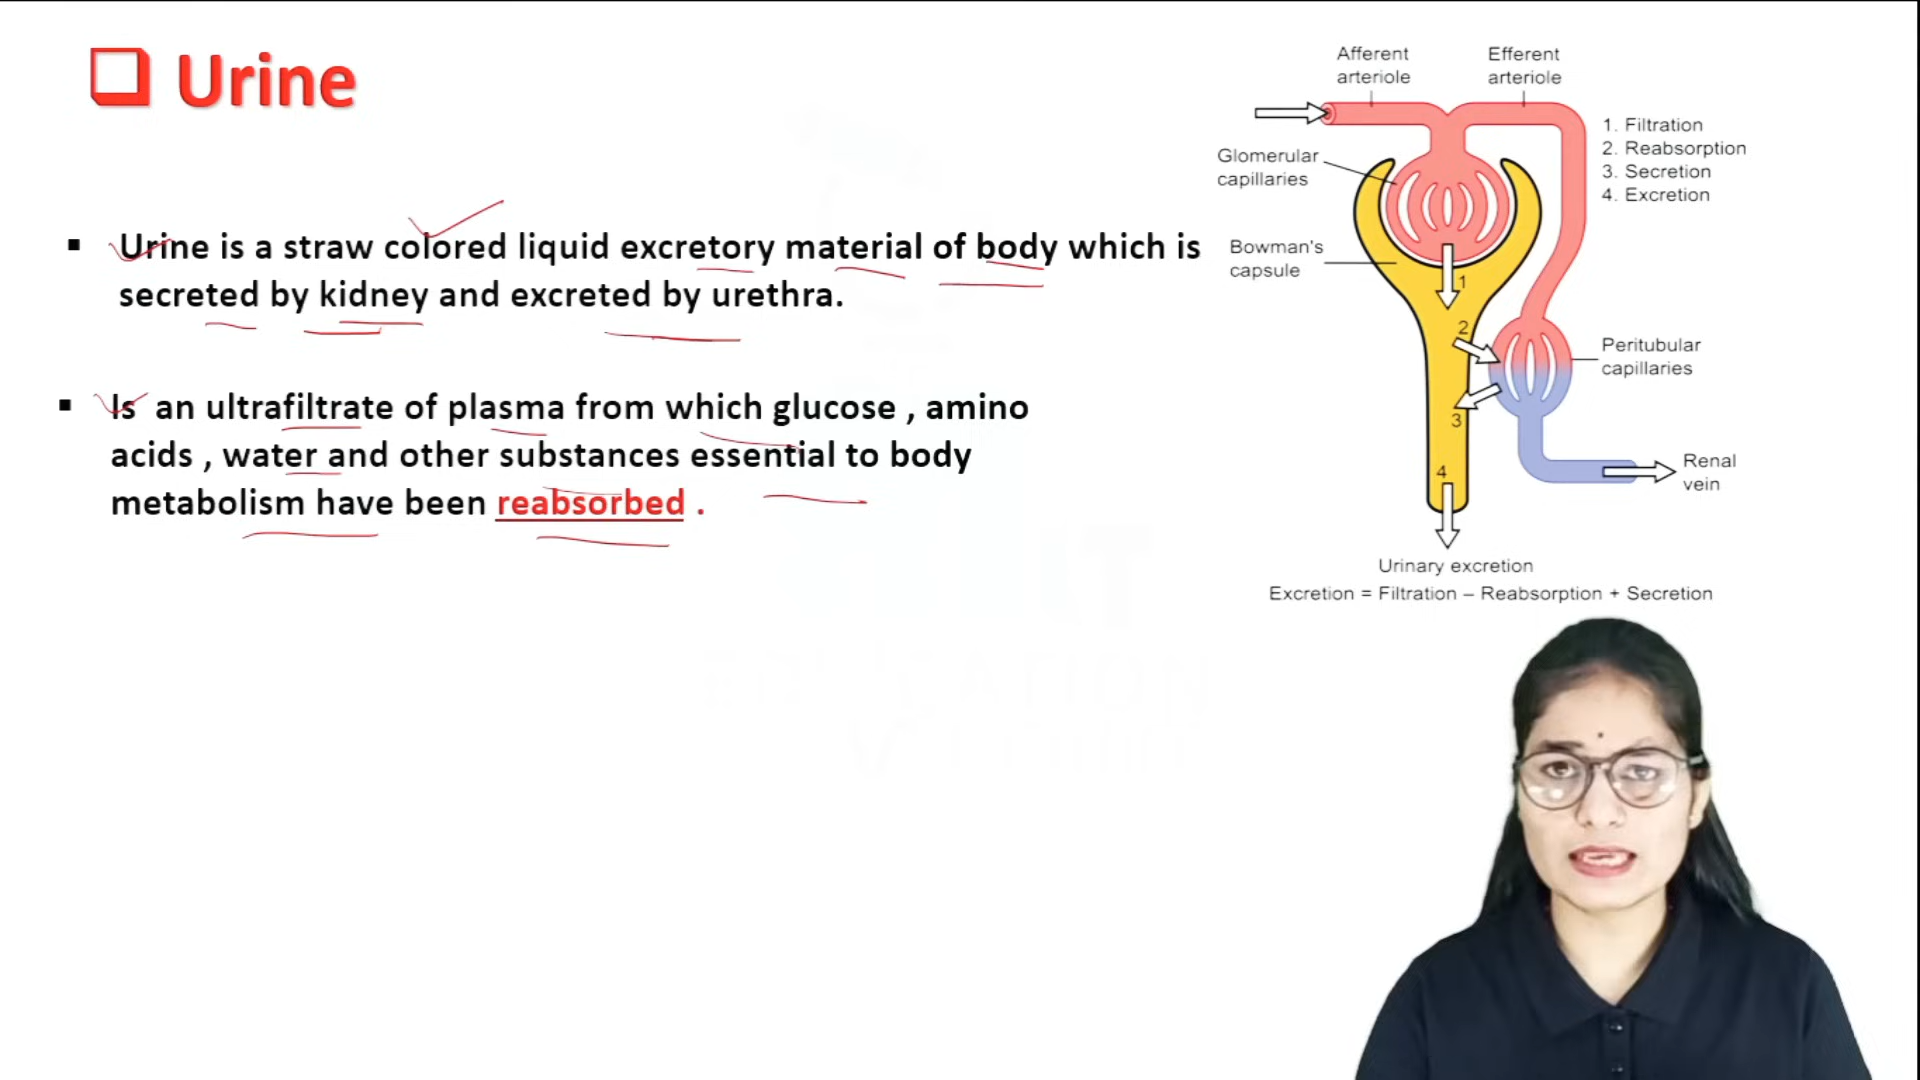 Urine
Urine is a straw colored liquid excretory material of body which is
secreted by kidney and excreted by urethra.
Is an ultrafiltrate of plasma from which glucose , amino
acids , water and other substances essential to body
metabolism have been reabsorbed .
Afferent
arteriole
Efferent
arteriole
1. Filtration
2. Reabsorption
3. Secretion
4. Excretion
Glomerular
capillaries
Bowman's
capsule
1
2
3
4
Peritubular
capillaries
Renal
vein
Urinary excretion
Excretion = Filtration – Reabsorption + Secretion